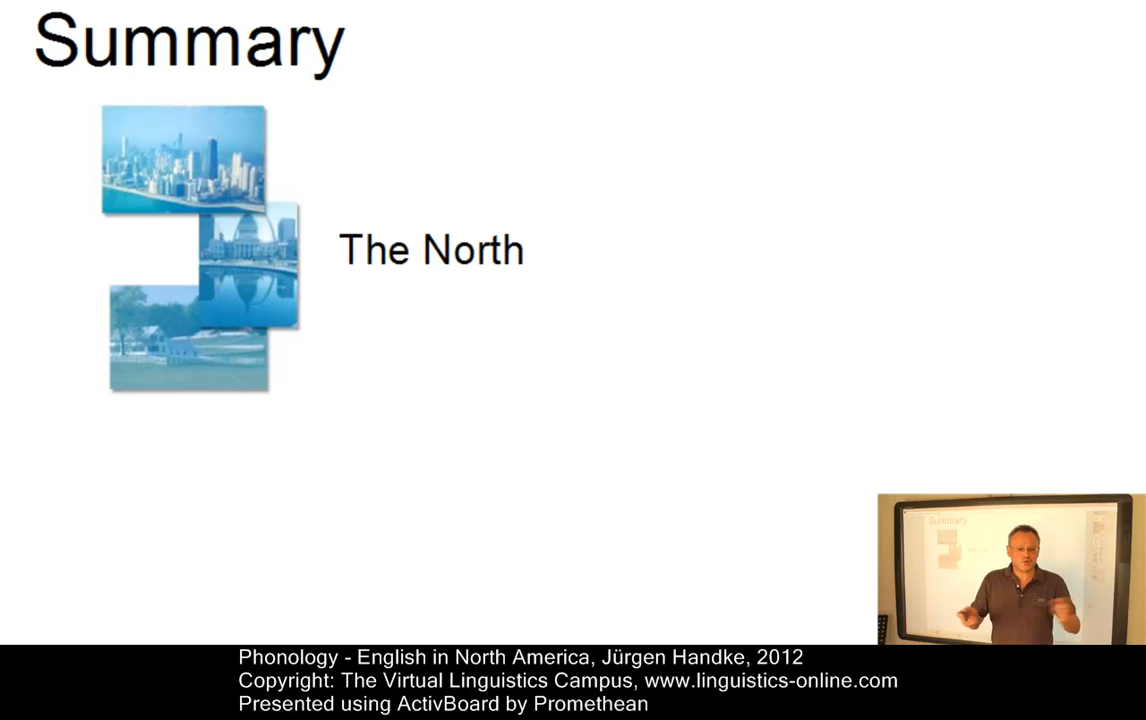 Summary
The North
Summary
Phonology - English in North America, Jürgen Handke, 2012
Copyright: The Virtual Linguistics Campus, www.linguistics-online.com
Presented using ActivBoard by Promethean